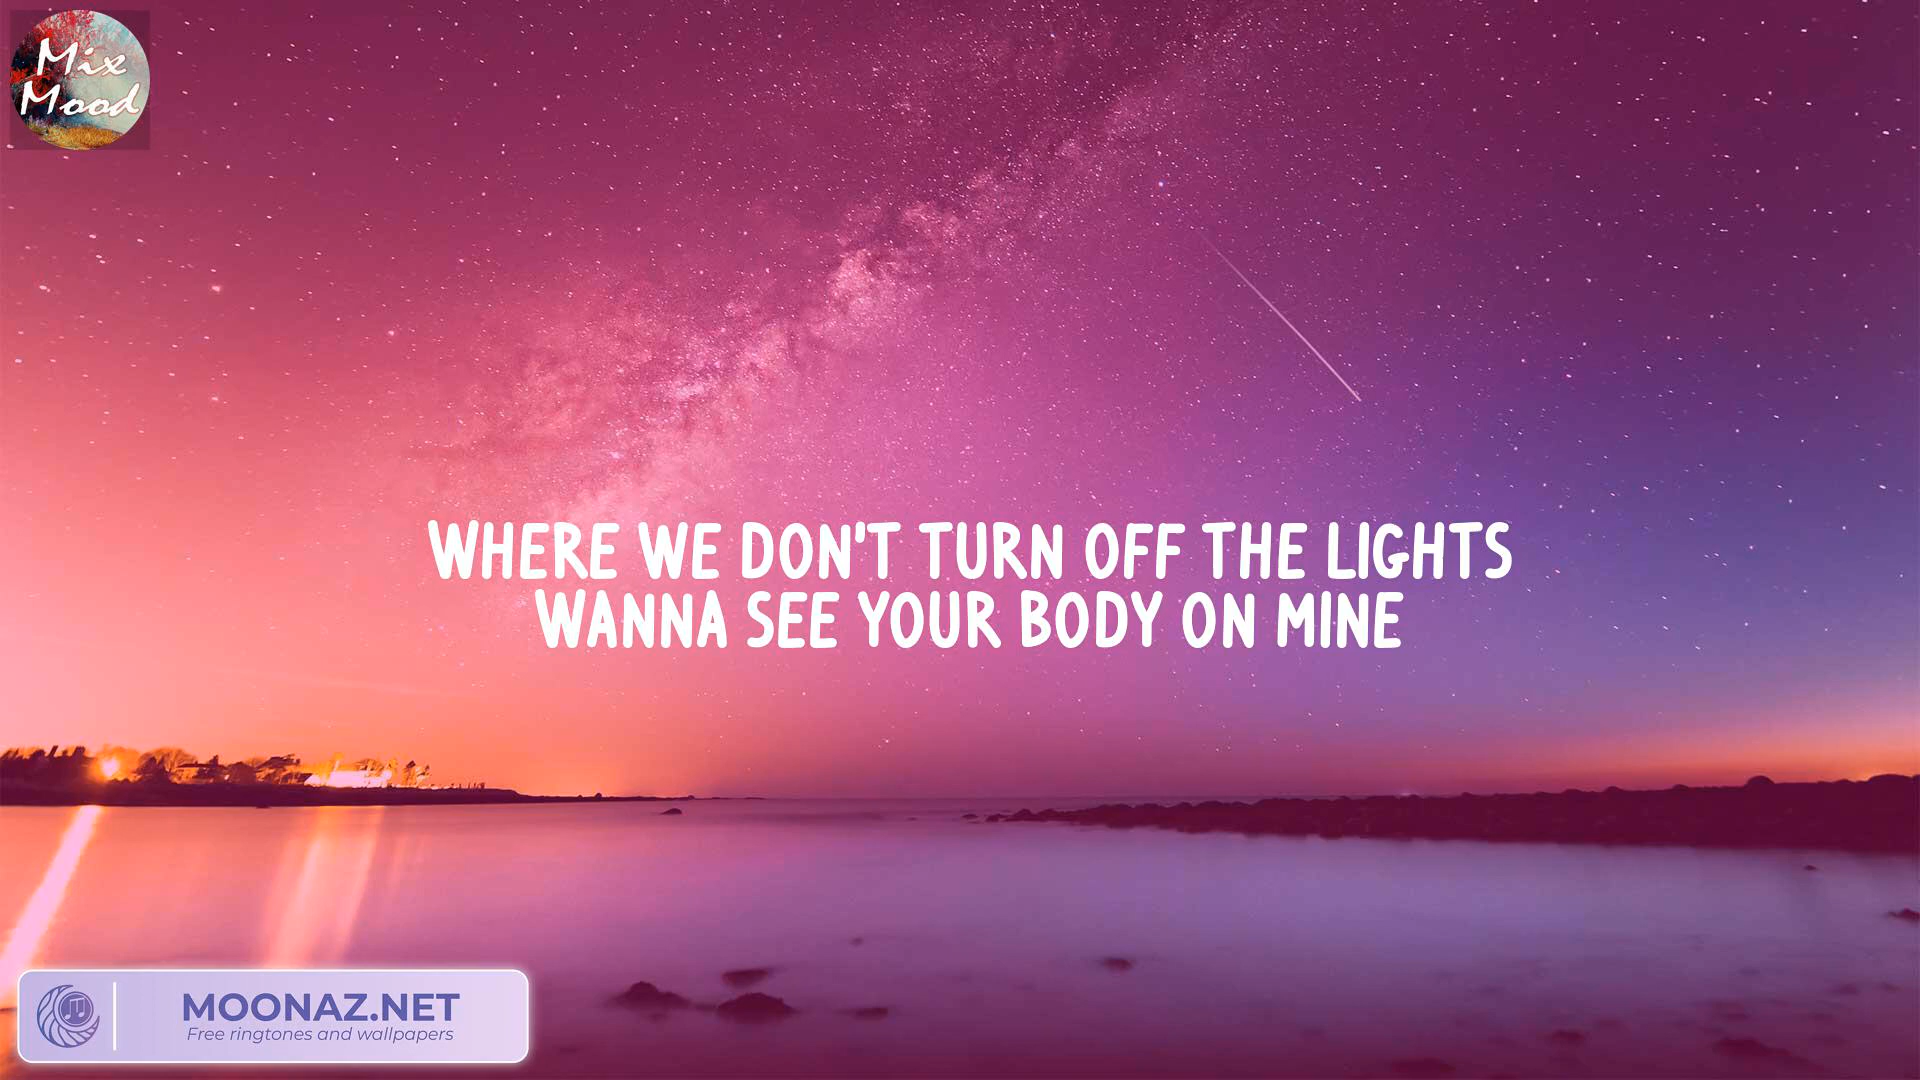 Mix
Mood
WHERE WE DON'T TURN OFF THE LIGHTS
WANNA SEE YOUR BODY ON MINE
MOONAZ.NET
Free ringtones and wallpapers